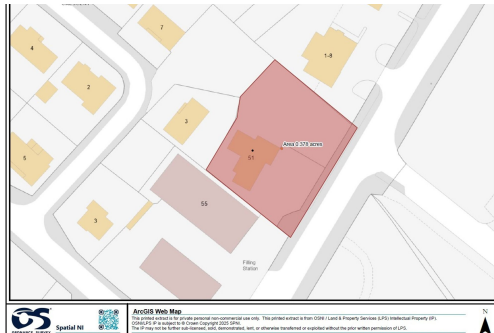 7
1-8
4
2
3
Area 0.378 acres
51
5
55
3
Filling
Station
N
OS
ORDNANCE SURVEY
Spatial NI
ArcGIS Web Map
This printed extract is for private personal non-commercial use only. This printed extract is from OSNI / Land & Property Services (LPS) Intellectual Property (IP).
OSNI/LPS IP is subject to © Crown Copyright 2025 SPNI.
The IP may not be further sub-licensed, sold, demonstrated, lent, or otherwise transferred or exploited without the prior written permission of LPS.